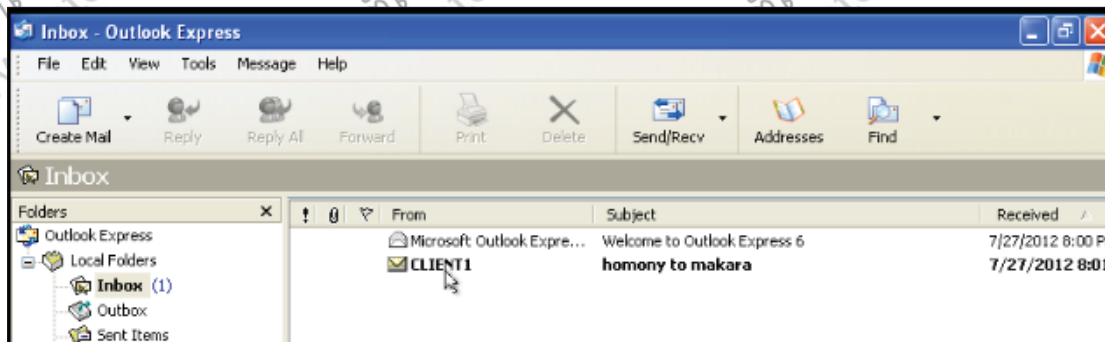 Inbox - Outlook Express
File Edit View Tools Message Help
Create Mail Reply Reply All Forward Print Delete Send/Recv Addresses Find
Inbox
Folders × ! From Subject Received
Outlook Express
Microsoft Outlook Expre... Welcome to Outlook Express 6 7/27/2012 8:00 P
Local Folders
CLIENT1 homony to makara 7/27/2012 8:01
Inbox (1)
Outbox
Sent Items